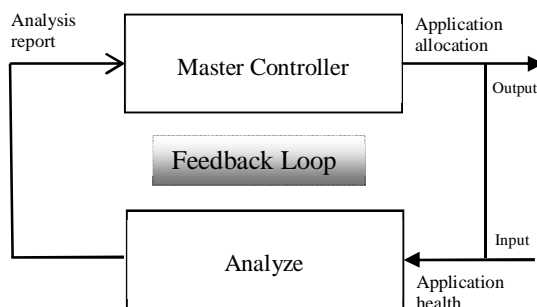 Analysis
report
Master Controller
Application
allocation
Output
Feedback Loop
Analyze
Input
Application
health